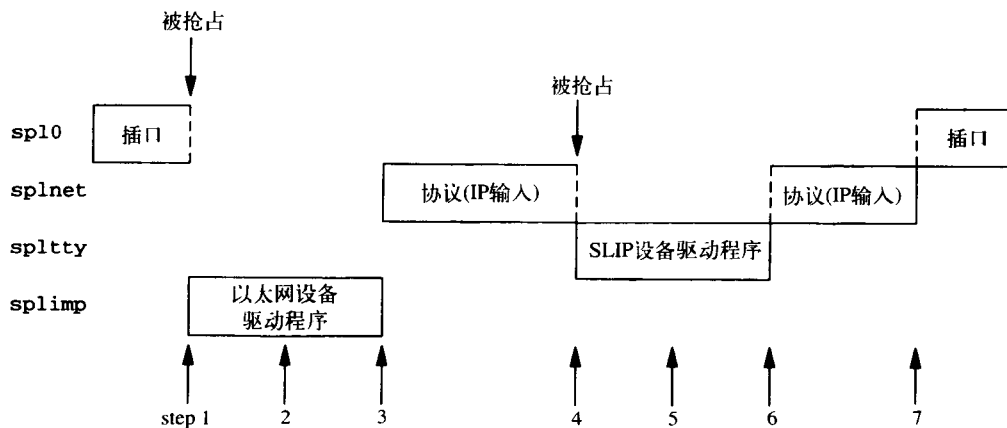 被抢占
被抢占
spl0
插口
插口
splnet
协议(IP输入)
协议(IP输入)
spltty
SLIP设备驱动程序
splimp
以太网设备
驱动程序
step 1
2
3
4
5
6
7